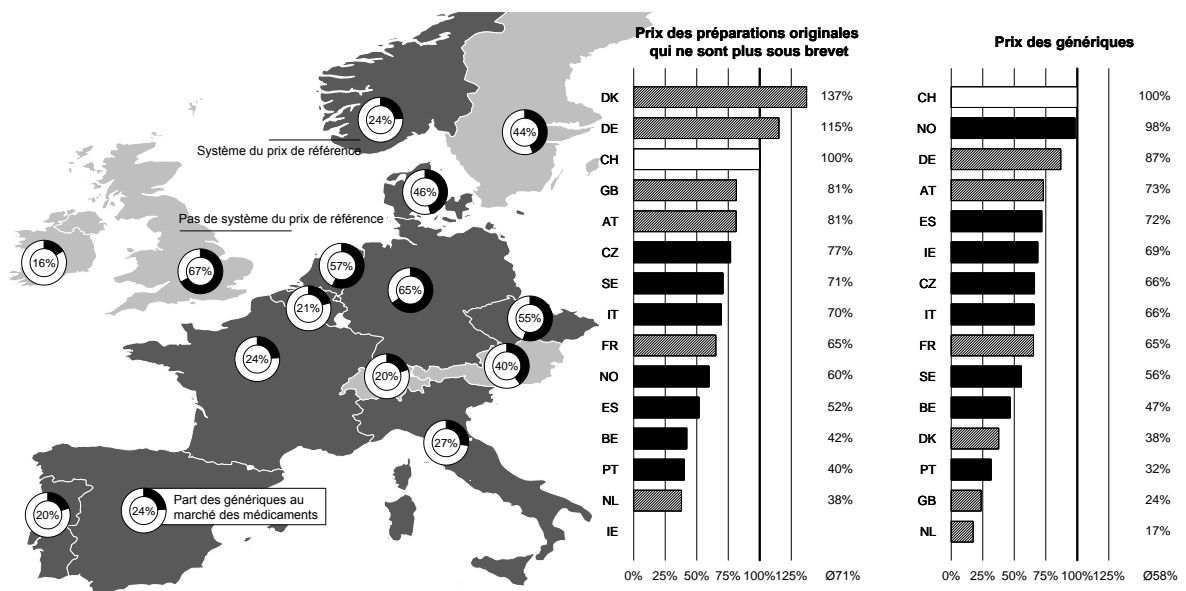 24%
44%
Système du prix de référence
46%
Pas de système du prix de référence
16%
67%
57%
65%
21%
55%
24%
20%
40%
27%
20%
24%
Part des génériques au
marché des médicaments
Prix des préparations originales
qui ne sont plus sous brevet
DK 137%
DE 115%
CH 100%
GB 81%
AT 81%
CZ 77%
SE 71%
IT 70%
FR 65%
NO 60%
ES 52%
BE 42%
PT 40%
NL 38%
IE
0% 25% 75% 100% 125% Ø71%
Prix des génériques
CH 100%
NO 98%
DE 87%
AT 73%
ES 72%
IE 69%
CZ 66%
IT 66%
FR 65%
SE 56%
BE 47%
DK 38%
PT 32%
GB 24%
NL 17%
0% 25% 50% 75% 100% 125% Ø58%